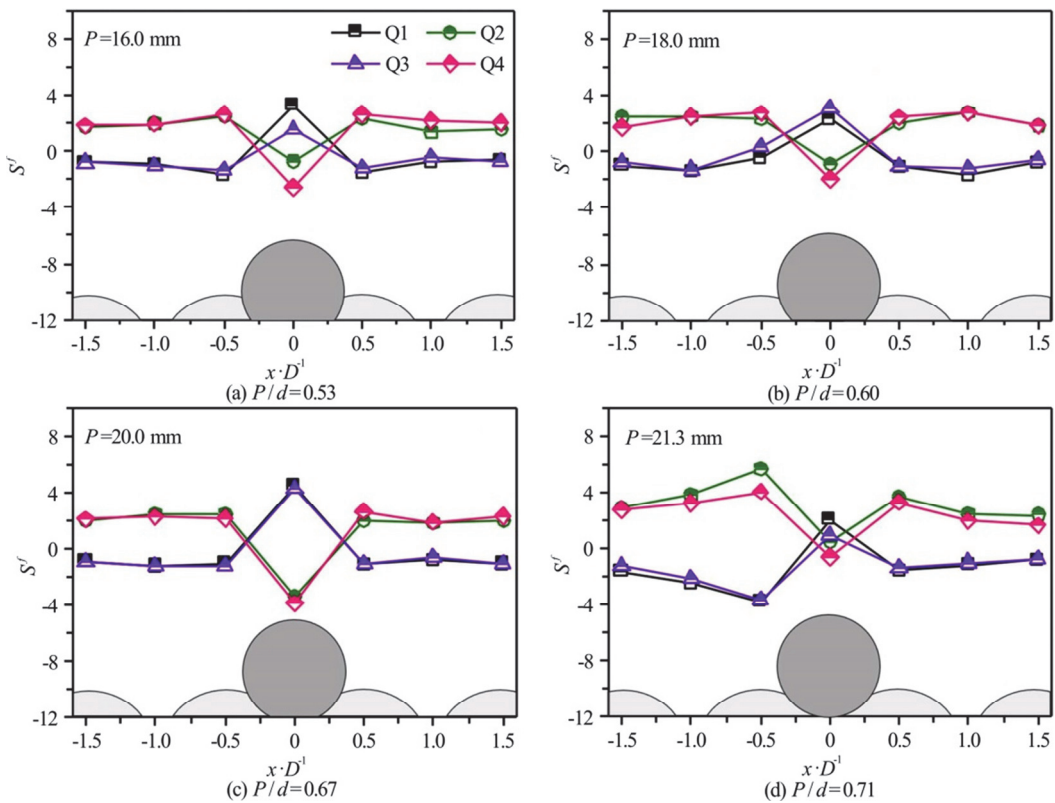 P=16.0 mm
Q1 Q2
Q3 Q4
8
4
0
-4
-8
-12
S^f
-1.5 -1.0 -0.5 0 0.5 1.0 1.5
x·D^-1
(a) P/d=0.53
P=18.0 mm
8
4
0
-4
-8
-12
S^f
-1.5 -1.0 -0.5 0 0.5 1.0 1.5
x·D^-1
(b) P/d=0.60
P=20.0 mm
8
4
0
-4
-8
-12
S^f
-1.5 -1.0 -0.5 0 0.5 1.0 1.5
x·D^-1
(c) P/d=0.67
P=21.3 mm
8
4
0
-4
-8
-12
S^f
-1.5 -1.0 -0.5 0 0.5 1.0 1.5
x·D^-1
(d) P/d=0.71